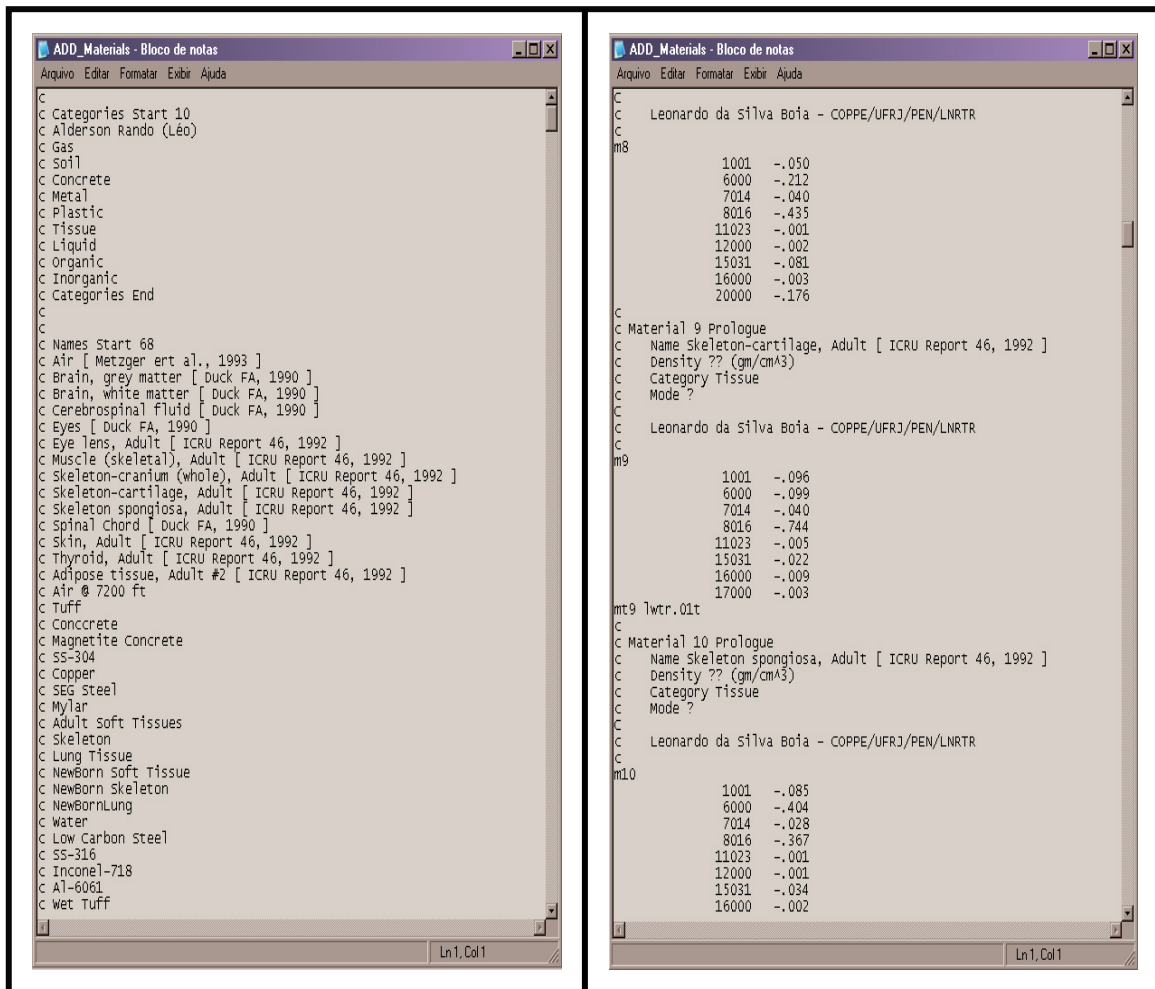 ADD_Materials - Bloco de notas
Arquivo Editar Formatar Exibir Ajuda
c
c Categories Start 10
c Alderson Rando (Léo)
c Gas
c Soil
c Concrete
c Metal
c Plastic
c Tissue
c Liquid
c Organic
c Inorganic
c Categories End
c
c
c Names Start 68
c Air [ Metzger ert al., 1993 ]
c Brain, grey matter [ Duck FA, 1990 ]
c Brain, white matter [ Duck FA, 1990 ]
c Cerebrospinal fluid [ Duck FA, 1990 ]
c Eyes [ Duck FA, 1990 ]
c Eye lens, Adult [ ICRU Report 46, 1992 ]
c Muscle (skeletal), Adult [ ICRU Report 46, 1992 ]
c Skeleton-cranium (whole), Adult [ ICRU Report 46, 1992 ]
c Skeleton-cartilage, Adult [ ICRU Report 46, 1992 ]
c Skeleton spongiosa, Adult [ ICRU Report 46, 1992 ]
c Spinal Chord [ Duck FA, 1990 ]
c Skin, Adult [ ICRU Report 46, 1992 ]
c Thyroid, Adult [ ICRU Report 46, 1992 ]
c Adipose tissue, Adult #2 [ ICRU Report 46, 1992 ]
c Air @ 7200 ft
c Tuff
c Conccrete
c Magnetite Concrete
c SS-304
c Copper
c SEG Steel
c Mylar
c Adult Soft Tissues
c Skeleton
c Lung Tissue
c NewBorn Soft Tissue
c NewBorn Skeleton
c NewBornLung
c Water
c Low Carbon Steel
c SS-316
c Inconel-718
c Al-6061
c Wet Tuff
Ln 1, Col 1
ADD_Materials - Bloco de notas
Arquivo Editar Formatar Exibir Ajuda
c
c Leonardo da Silva Boia - COPPE/UFRJ/PEN/LNRTR
c
m8
1001 -.050
6000 -.212
7014 -.040
8016 -.435
11023 -.001
12000 -.002
15031 -.081
16000 -.003
20000 -.176
c
c Material 9 Prologue
c Name Skeleton-cartilage, Adult [ ICRU Report 46, 1992 ]
c Density ?? (gm/cm^3)
c Category Tissue
c Mode ?
c
c Leonardo da Silva Boia - COPPE/UFRJ/PEN/LNRTR
c
m9
1001 -.096
6000 -.099
7014 -.040
8016 -.744
11023 -.005
15031 -.022
16000 -.009
17000 -.003
mt9 lwtr.01t
c
c Material 10 Prologue
c Name Skeleton spongiosa, Adult [ ICRU Report 46, 1992 ]
c Density ?? (gm/cm^3)
c Category Tissue
c Mode ?
c
c Leonardo da Silva Boia - COPPE/UFRJ/PEN/LNRTR
c
m10
1001 -.085
6000 -.404
7014 -.028
8016 -.367
11023 -.001
12000 -.001
15031 -.034
16000 -.002
Ln 1, Col 1